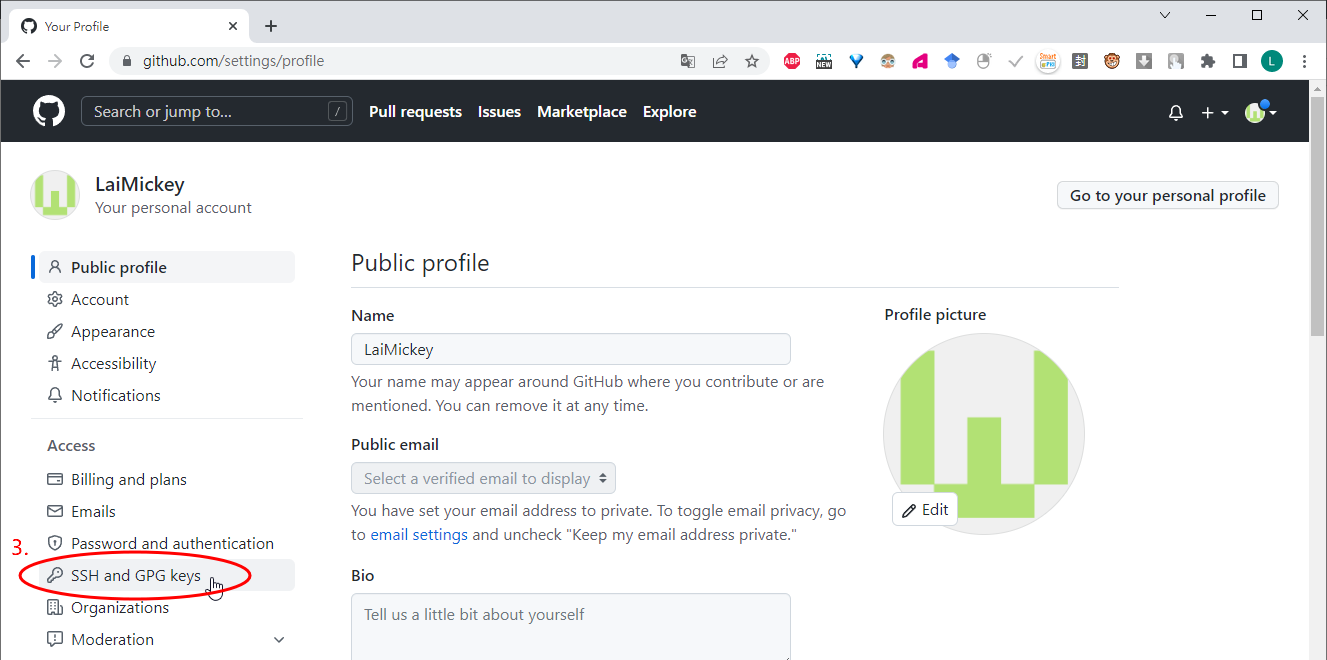 Your Profile
github.com/settings/profile
ABP
NEW
Smart
封
L
Search or jump to...
/
Pull requests
Issues
Marketplace
Explore
LaiMickey
Your personal account
Go to your personal profile
Public profile
Account
Appearance
Accessibility
Notifications
Access
Billing and plans
Emails
Password and authentication
3.
SSH and GPG keys
Organizations
Moderation
Public profile
Name
LaiMickey
Your name may appear around GitHub where you contribute or are
mentioned. You can remove it at any time.
Public email
Select a verified email to display
You have set your email address to private. To toggle email privacy, go
to email settings and uncheck "Keep my email address private."
Bio
Tell us a little bit about yourself
Profile picture
Edit